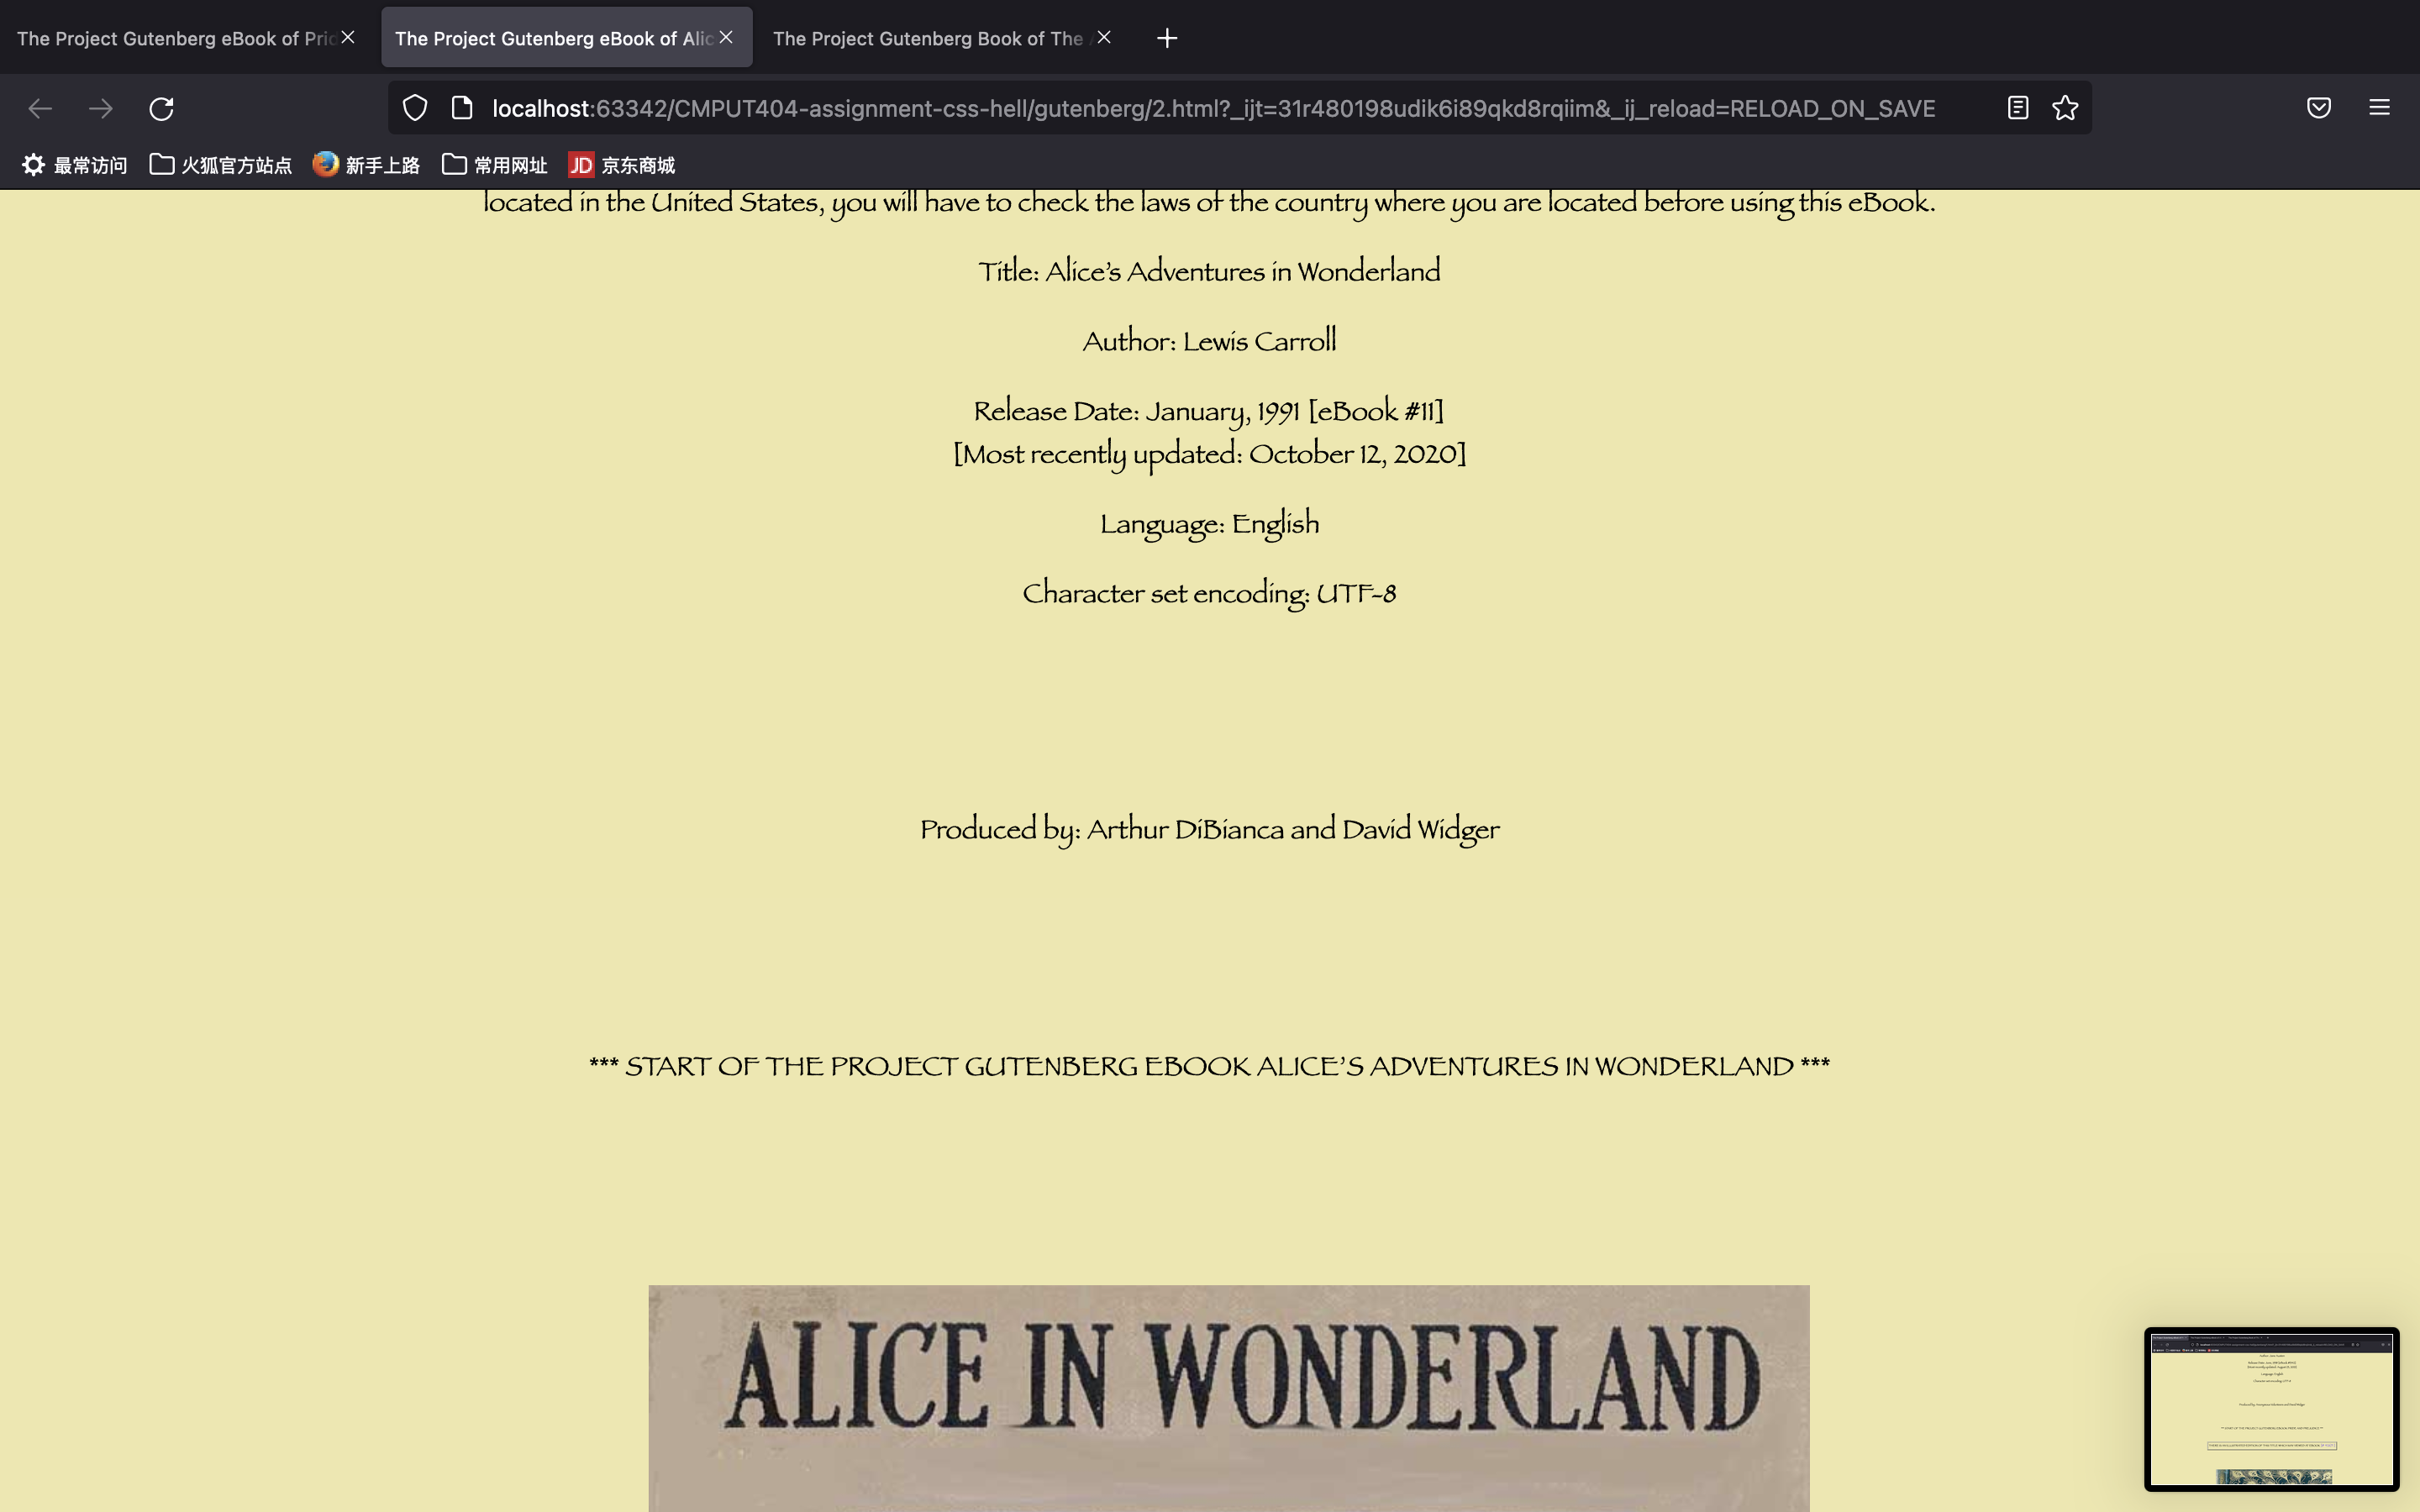 The Project Gutenberg eBook of Pric
The Project Gutenberg eBook of Alic
The Project Gutenberg Book of The
localhost:63342/CMPUT404-assignment-css-hell/gutenberg/2.html?_ijt=31r480198udik6i89qkd8rqiim&_ij_reload=RELOAD_ON_SAVE
最常访问 火狐官方站点 新手上路 常用网址 JD 京东商城
located in the United States, you will have to check the laws of the country where you are located before using this eBook.
Title: Alice’s Adventures in Wonderland
Author: Lewis Carroll
Release Date: January, 1991 [eBook #11]
[Most recently updated: October 12, 2020]
Language: English
Character set encoding: UTF-8
Produced by: Arthur DiBianca and David Widger
*** START OF THE PROJECT GUTENBERG EBOOK ALICE’S ADVENTURES IN WONDERLAND ***
ALICE IN WONDERLAND